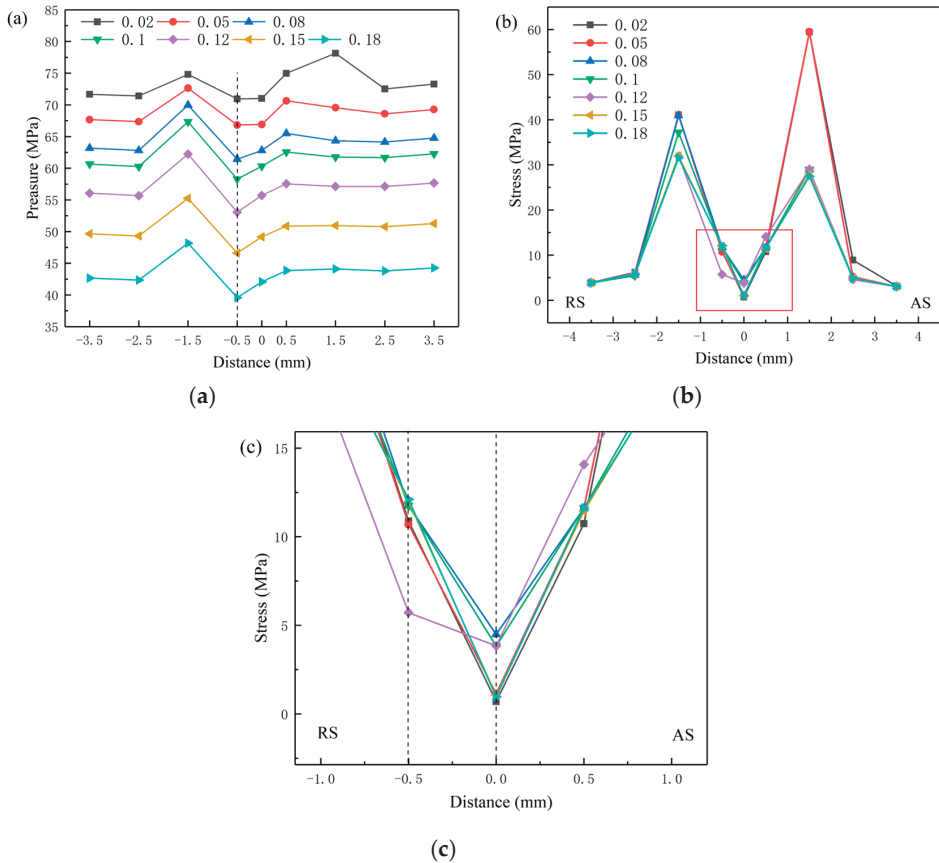 (a)
0.02 0.05 0.08
0.1 0.12 0.15 0.18
Preasure (MPa)
85
80
75
70
65
60
55
50
45
40
35
-3.5 -2.5 -1.5 -0.5 0 0.5 1.5 2.5 3.5
Distance (mm)
(a)
(b)
0.02
0.05
0.08
0.1
0.12
0.15
0.18
Stress (MPa)
60
50
40
30
20
10
0
RS AS
-4 -3 -2 -1 0 1 2 3 4
Distance (mm)
(b)
(c)
Stress (MPa)
15
10
5
0
RS AS
-1.0 -0.5 0.0 0.5 1.0
Distance (mm)
(c)